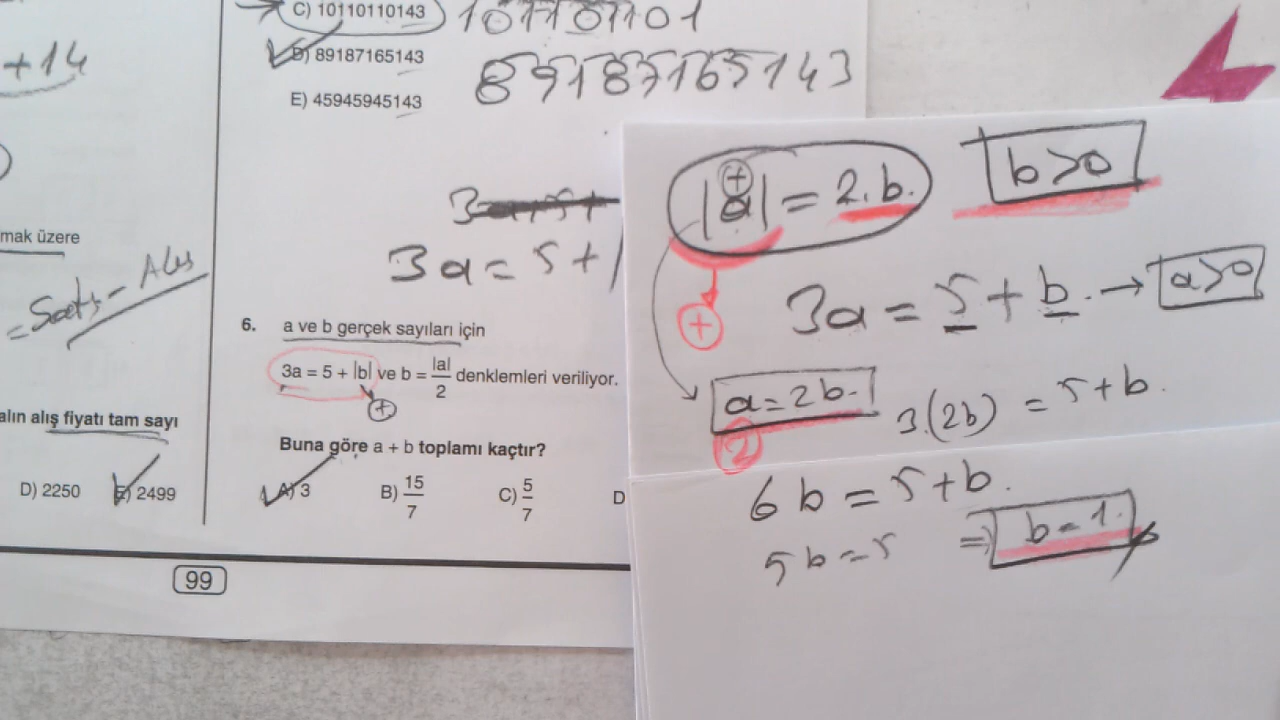 +14
mak üzere
= Satış - Alış
alın alış fiyatı tam sayı
D) 2250 E) 2499
C) 10110110143
101101101
D) 89187165143
89187165143
E) 45945945143
3a = 5 +
6. a ve b gerçek sayıları için
3a = 5 + |b| ve b = |a|/2 denklemleri veriliyor.
+
Buna göre a + b toplamı kaçtır?
A) 3 B) 15/7 C) 5/7 D
99
+
|a| = 2.b. b>0
+
3a = 5 + b. → a>0
a = 2b.
2
3.(2b) = 5+b.
6b = 5+b.
5b = 5 ⇒ b = 1.